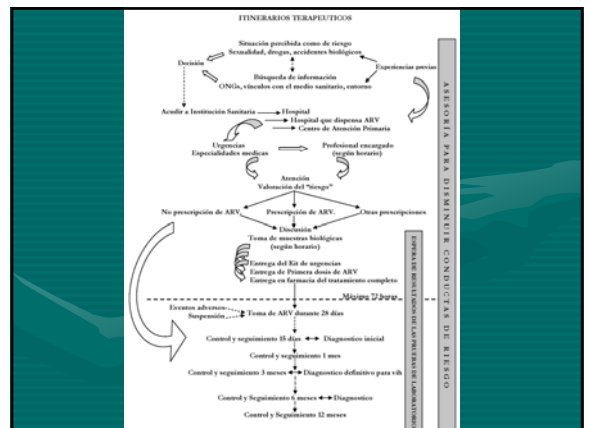 ITINERARIOS TERAPEUTICOS
Situación percibida como de riesgo
Sexualidad, drogas, accidentes biológicos
Decisión
Experiencias previas
Búsqueda de información
ONGs, vínculos con el medio sanitario, entorno
Acudir a Institución Sanitaria
Hospital
Hospital que dispensa ARV
Centro de Atención Primaria
Urgencias
Especialidades medicas
Profesional encargado
(según horario)
Atención
Valoración del "riesgo"
No prescripción de ARV.
Prescripción de ARV.
Otras prescripciones
Discusión
Toma de muestras biológicas
(según horario)
Entrega del Kit de urgencias
Entrega de Primera dosis de ARV
Entrega en farmacia del tratamiento completo
Máximo 72 horas
Eventos adversos
Suspensión
Toma de ARV durante 28 días
Control y seguimiento 15 días
Diagnostico inicial
Control y seguimiento 1 mes
Control y seguimiento 3 meses
Diagnostico definitivo para vih
Control y Seguimiento 6 meses
Diagnostico
Control y Seguimiento 12 meses
ESPERA DE RESULTADOS DE LAS PRUEBAS DE LABORATORIO
ASESORÍA PARA DISMINUIR CONDUCTAS DE RIESGO